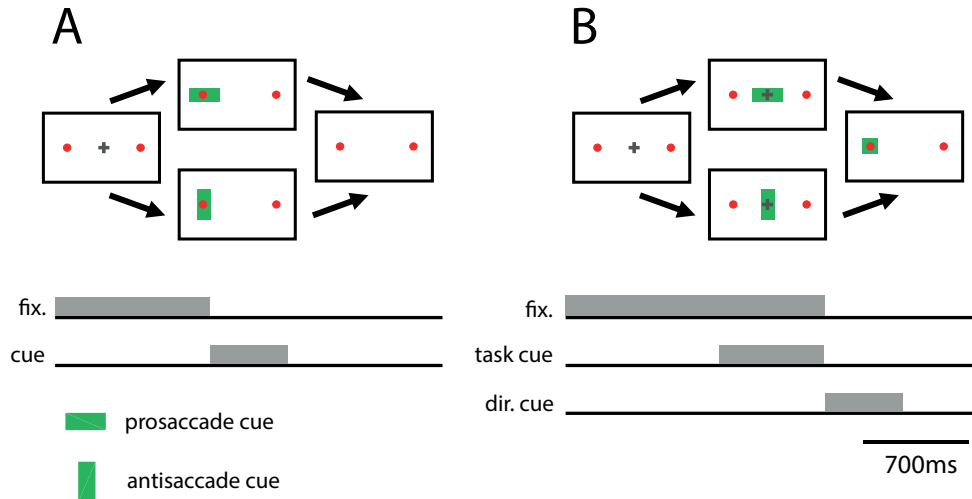 A
B
fix.
cue
prosaccade cue
antisaccade cue
fix.
task cue
dir. cue
700ms